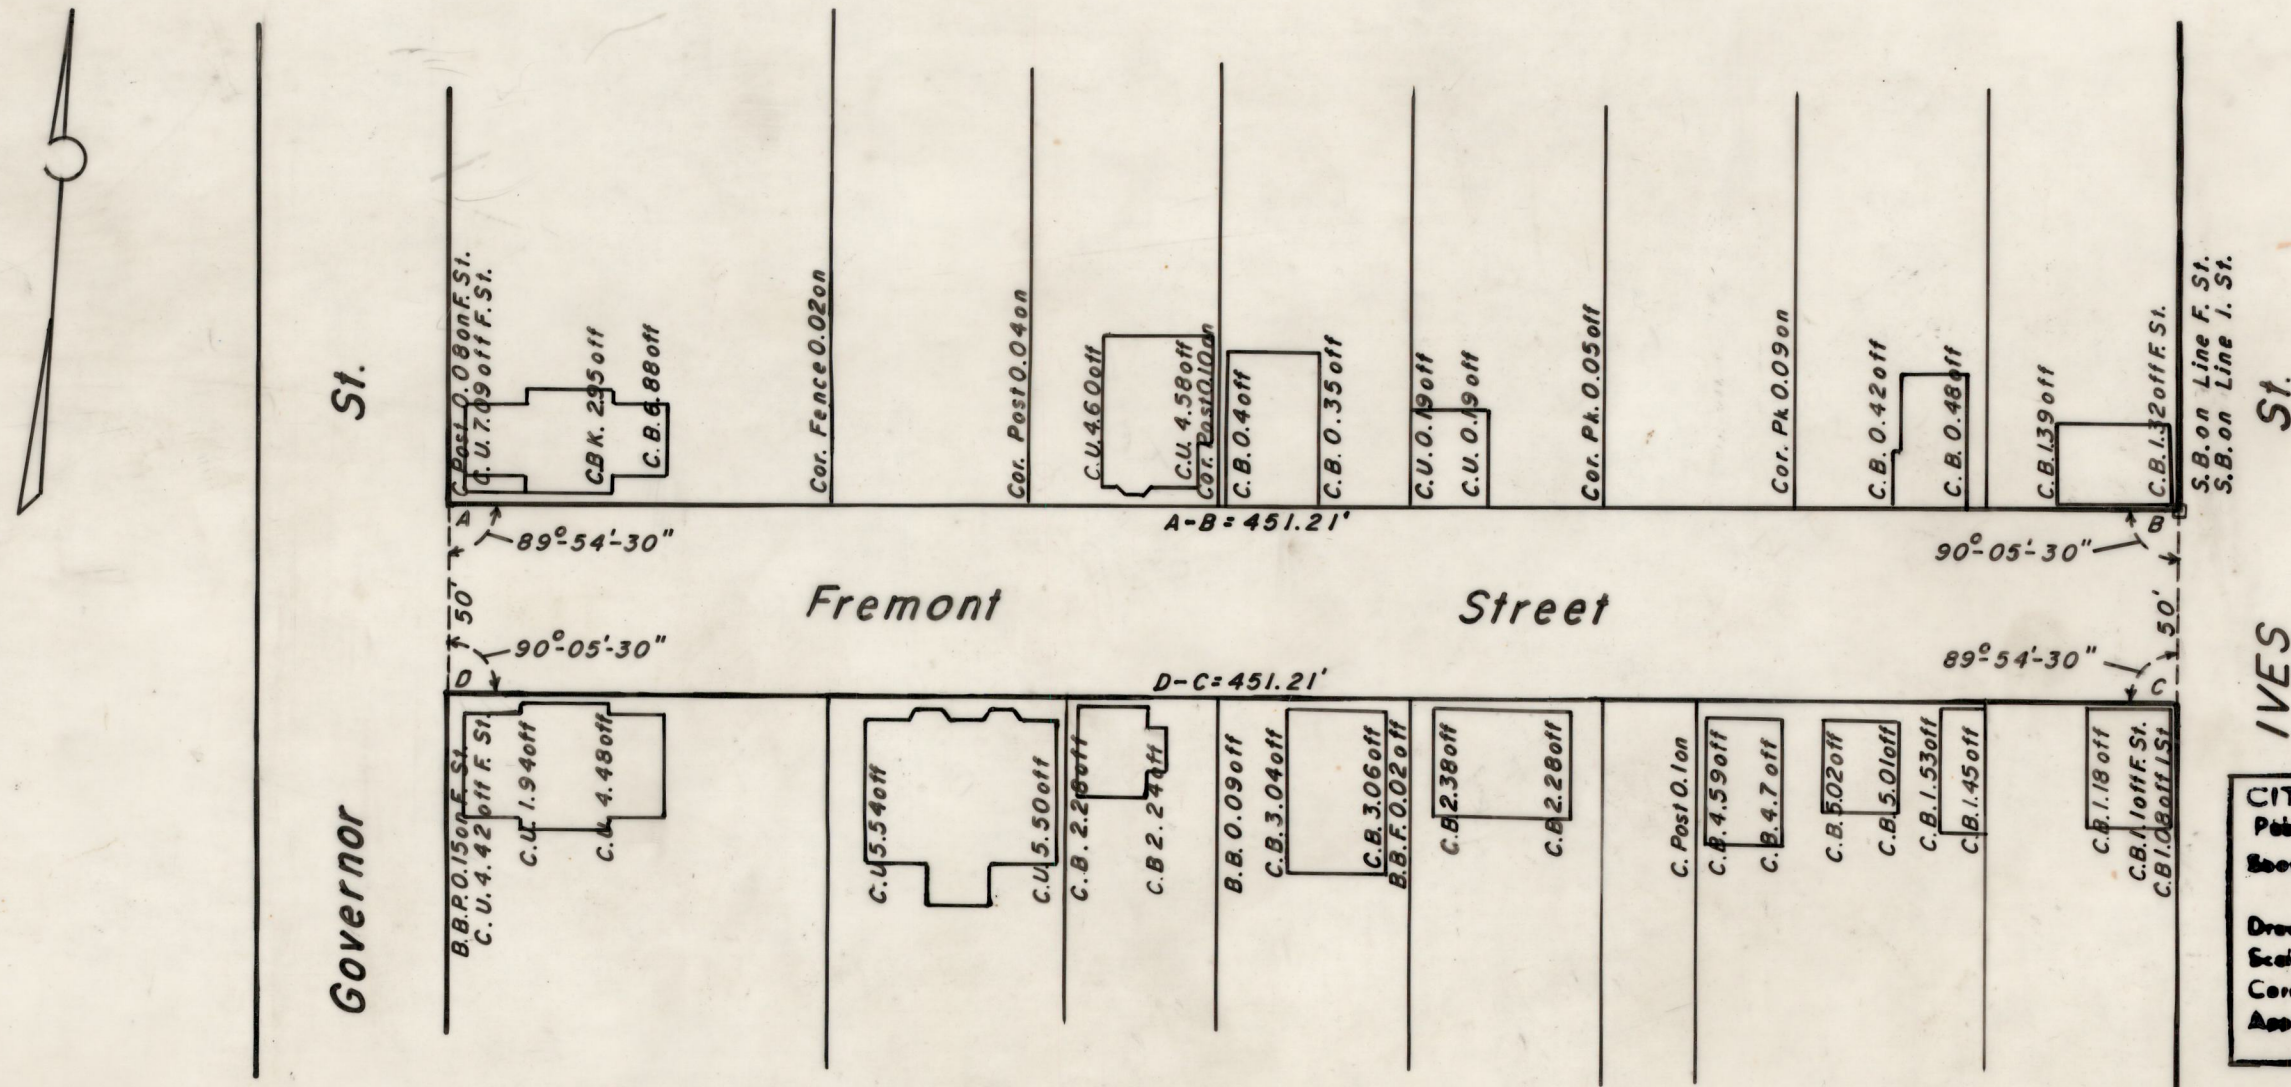 St.
Governor
C. Post 0.08 on F. St.
C.U. 7.09 off F. St.
C.BK. 2.95 off
C.B. 6.88 off
Cor. Fence 0.02 on
Cor. Post 0.04 on
C.U. 4.60 off
C.U. 4.58 off
Cor. Post 0.10 on
C.B. 0.4 off
C.B. 0.35 off
C.U. 0.19 off
C.U. 0.19 off
Cor. Pk. 0.05 off
Cor. Pk. 0.09 on
C.B. 0.42 off
C.B. 0.48 off
C.B. 1.39 off
C.B. 1.32 off F. St.
S.B. on Line F. St.
S.B. on Line I. St.
A
A-B = 451.21'
B
89°-54'-30"
90°-05'-30"
50'
Fremont Street
50'
90°-05'-30"
89°-54'-30"
D
D-C = 451.21'
C
B.B.P. 0.15 on F. St.
C.U. 4.42 off F. St.
C.U. 1.94 off
C.U. 4.48 off
C.U. 5.54 off
C.U. 5.50 off
C.B. 2.28 off
C.B 2.24 off
B.B. 0.09 off
C.B. 3.04 off
C.B. 3.06 off
B.B.F. 0.02 off
C.B. 2.38 off
C.B. 2.28 off
C. Post 0.1 on
C.B. 4.59 off
C.B. 4.7 off
C.B. 5.02 off
C.B. 5.01 off
C.B. 1.53 off
C.B. 1.45 off
C.B. 1.18 off
C.B. 1.1 off F. St.
C.B 1.08 off I St.
IVES St.